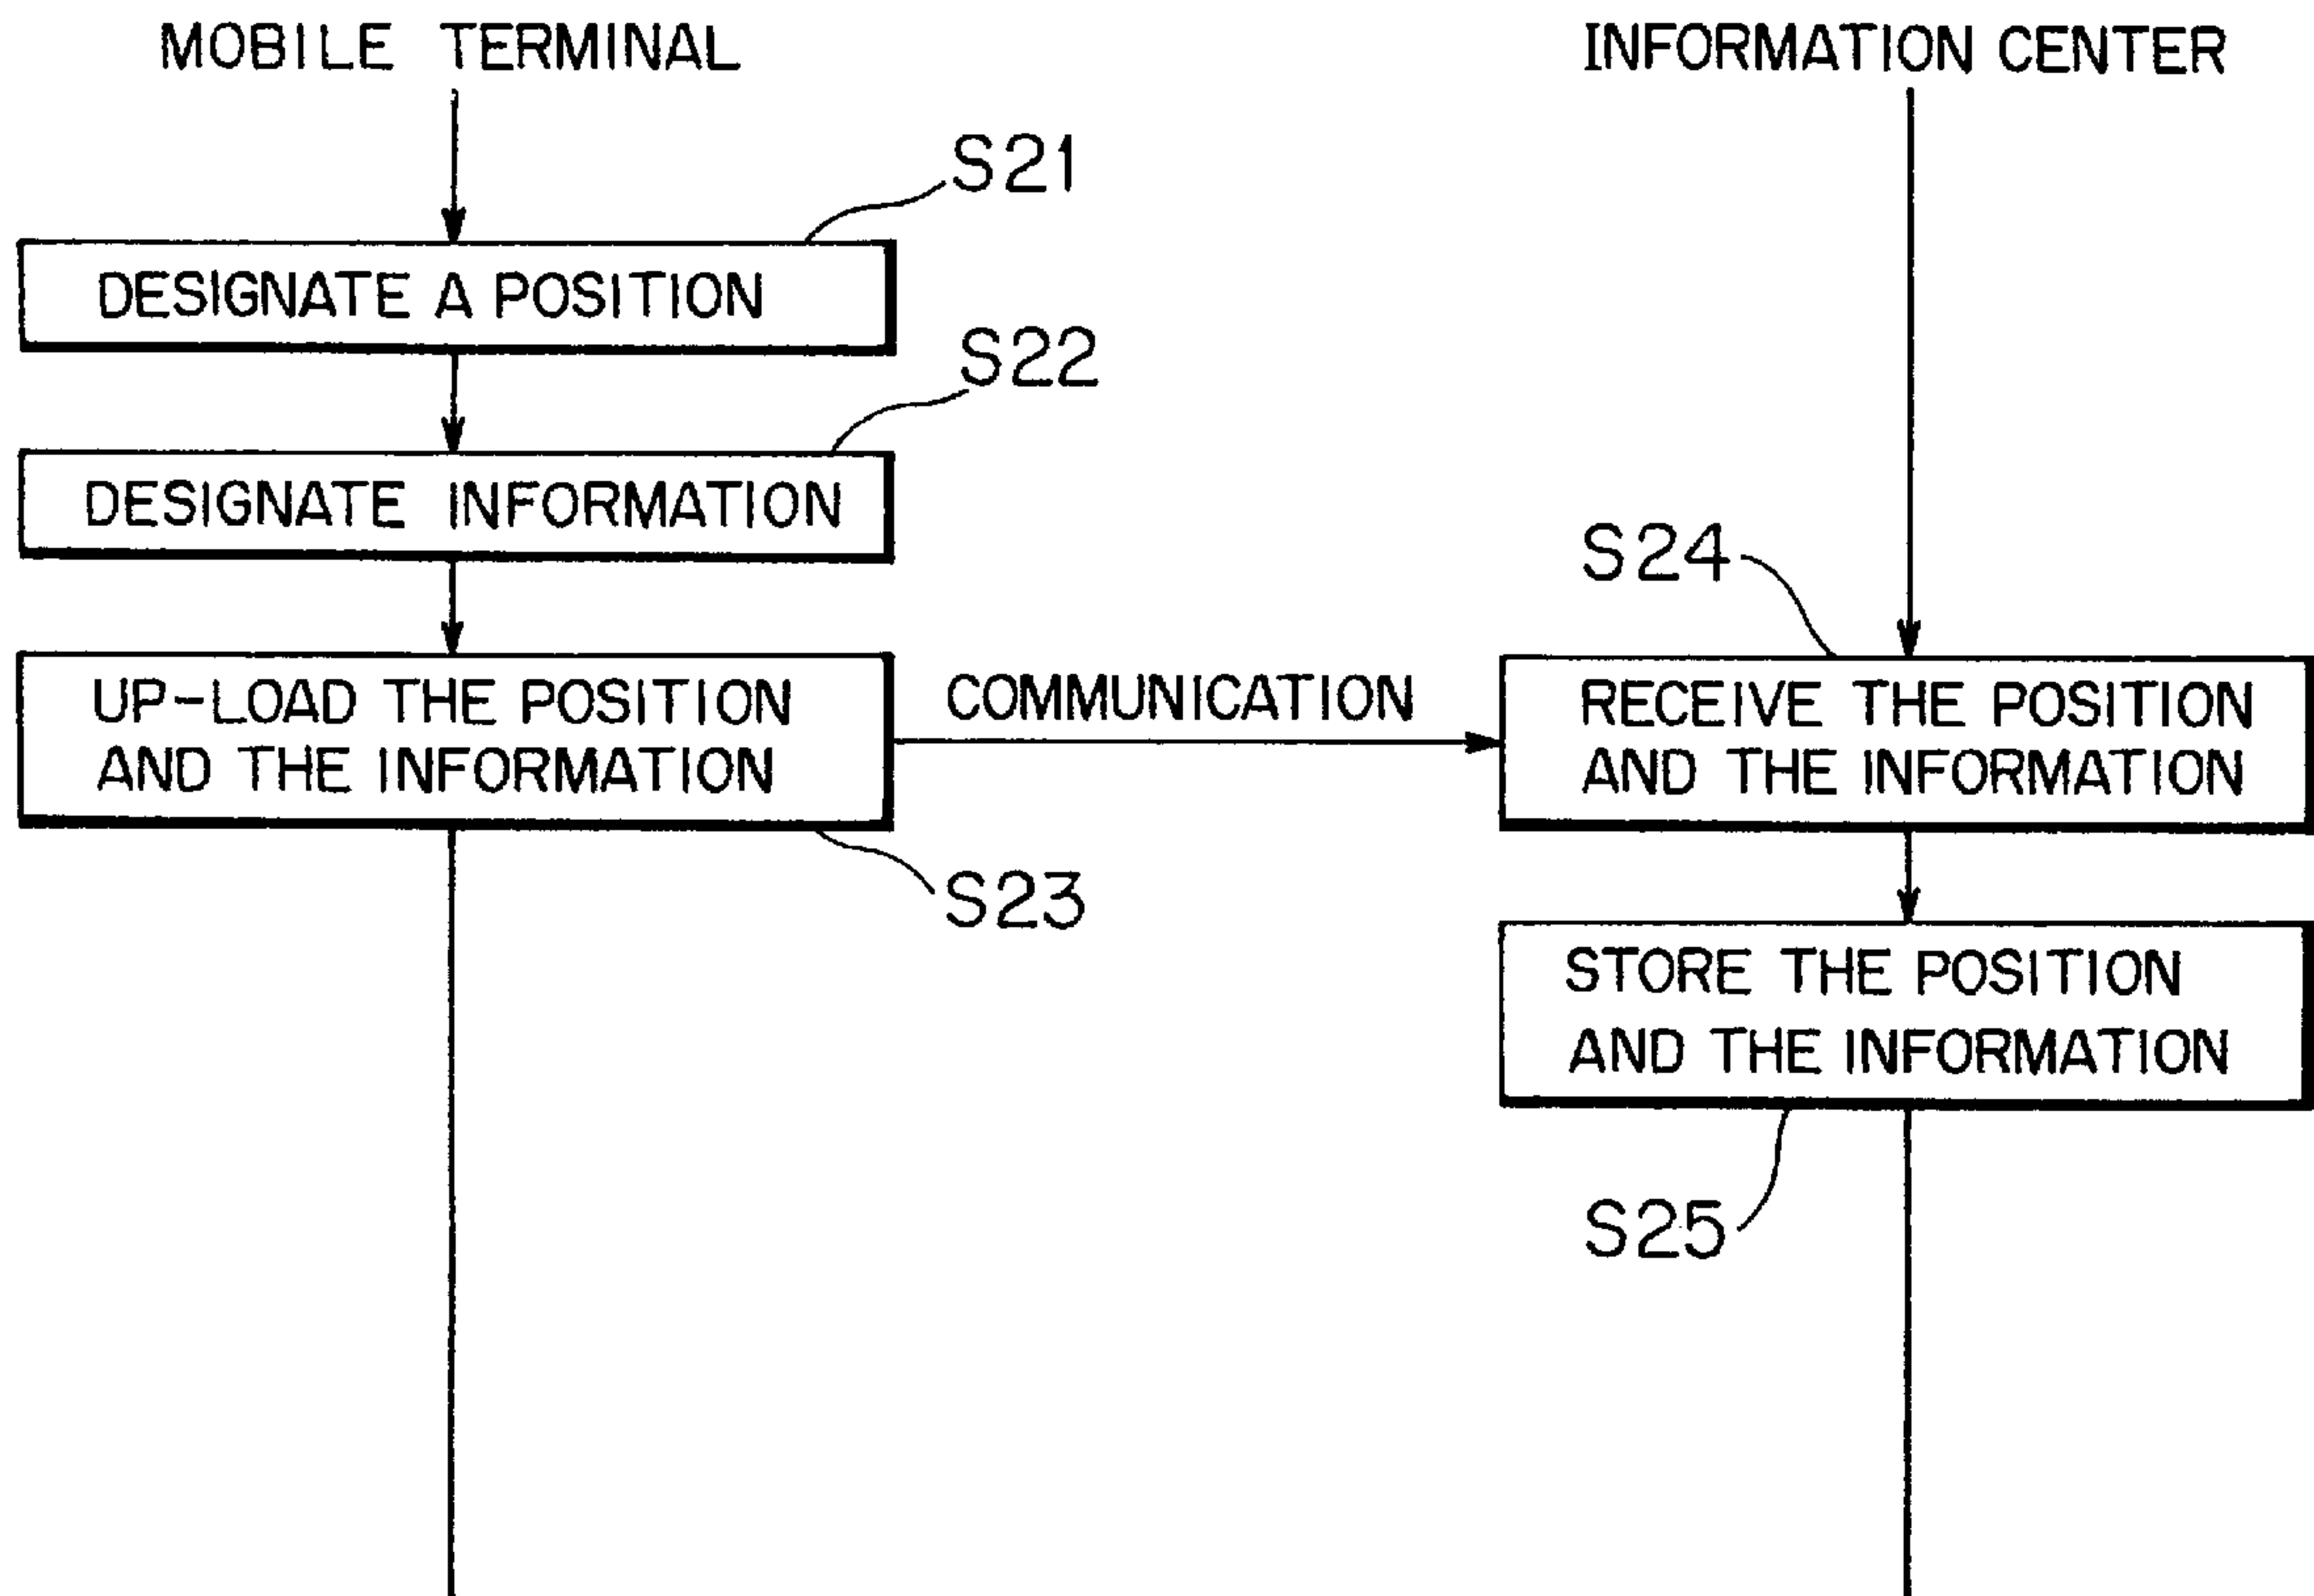 MOBILE TERMINAL
INFORMATION CENTER
S21
DESIGNATE A POSITION
S22
DESIGNATE INFORMATION
S24
UP-LOAD THE POSITION
AND THE INFORMATION
COMMUNICATION
RECEIVE THE POSITION
AND THE INFORMATION
S23
STORE THE POSITION
AND THE INFORMATION
S25